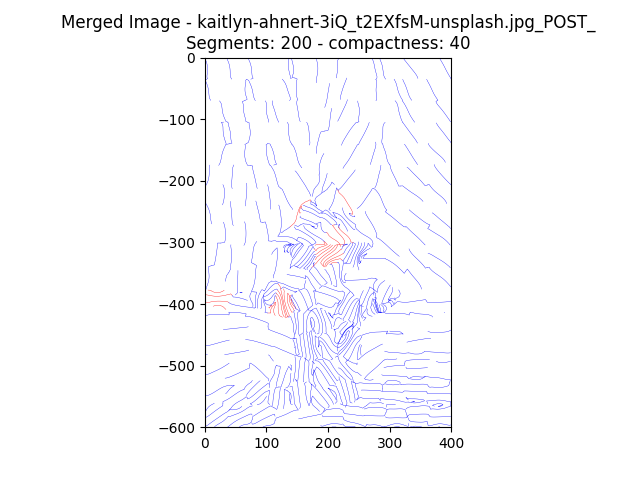 Merged Image - kaitlyn-ahnert-3iQ_t2EXfsM-unsplash.jpg_POST_
Segments: 200 - compactness: 40
0
−100
−200
−300
−400
−500
−600
0 100 200 300 400